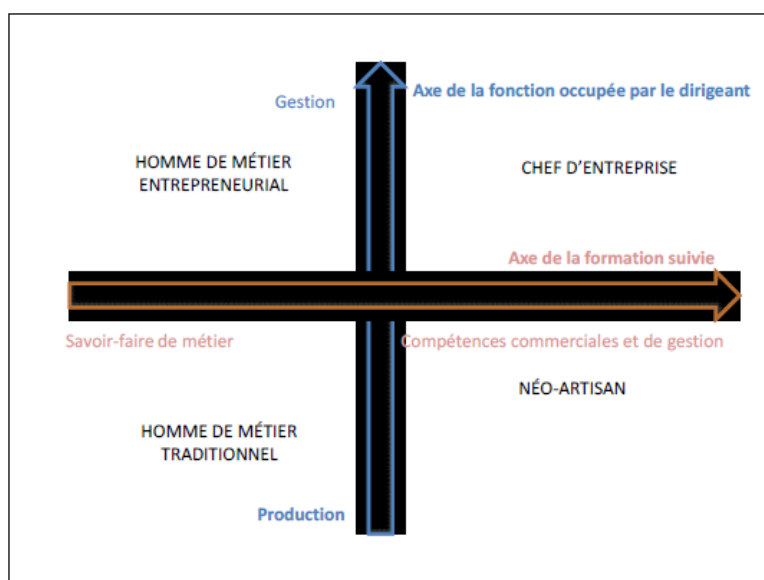 Gestion
Axe de la fonction occupée par le dirigeant
HOMME DE MÉTIER
ENTREPRENEURIAL
CHEF D'ENTREPRISE
Axe de la formation suivie
Savoir-faire de métier
Compétences commerciales et de gestion
NÉO-ARTISAN
HOMME DE MÉTIER
TRADITIONNEL
Production